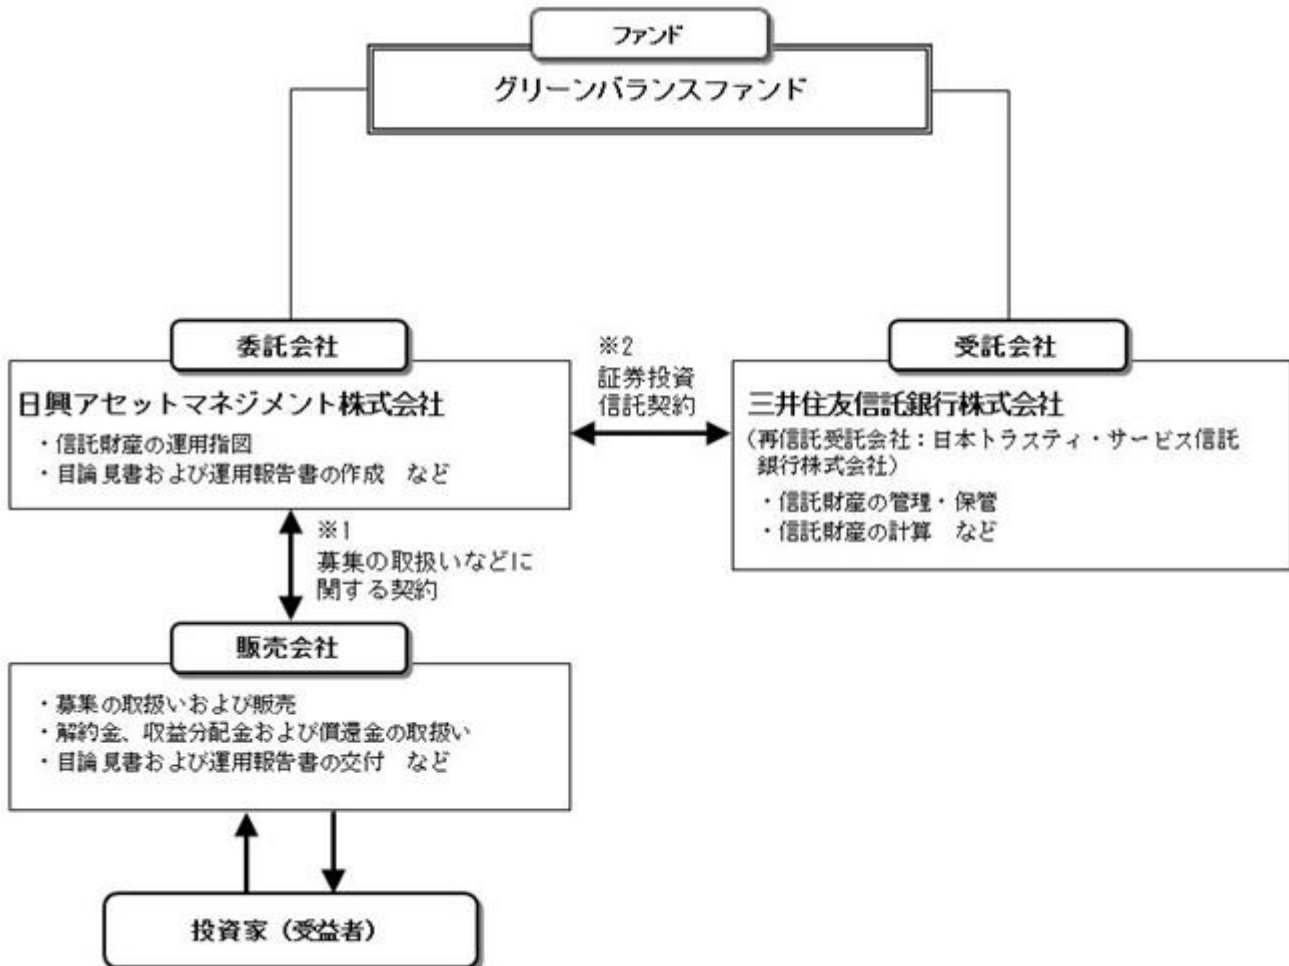 ファンド
グリーンバランスファンド
委託会社
日興アセットマネジメント株式会社
・信託財産の運用指図
・目論見書および運用報告書の作成　など
※2
証券投資
信託契約
受託会社
三井住友信託銀行株式会社
（再信託受託会社：日本トラスティ・サービス信託
銀行株式会社）
・信託財産の管理・保管
・信託財産の計算　など
※1
募集の取扱いなどに
関する契約
販売会社
・募集の取扱いおよび販売
・解約金、収益分配金および償還金の取扱い
・目論見書および運用報告書の交付　など
投資家（受益者）